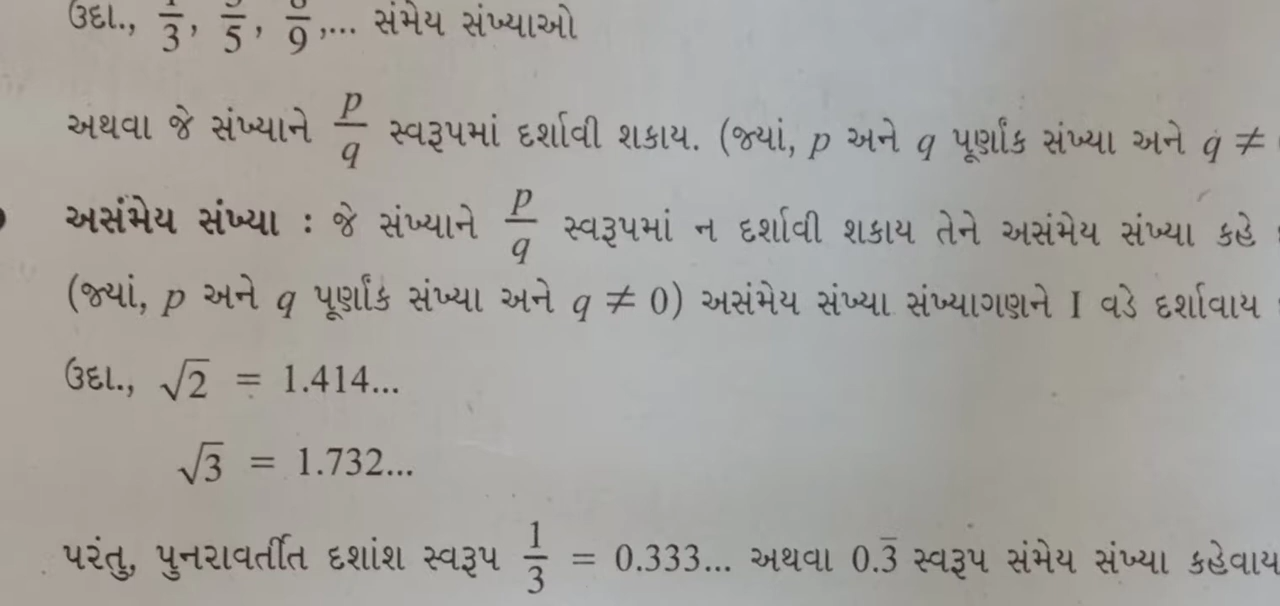 ઉદા., 1/3, /5, /9,... સંમેય સંખ્યાઓ
અથવા જે સંખ્યાને p/q સ્વરૂપમાં દર્શાવી શકાય. (જ્યાં, p અને q પૂર્ણાંક સંખ્યા અને q ≠
અસંમેય સંખ્યા : જે સંખ્યાને p/q સ્વરૂપમાં ન દર્શાવી શકાય તેને અસંમેય સંખ્યા કહે
(જ્યાં, p અને q પૂર્ણાંક સંખ્યા અને q ≠ 0) અસંમેય સંખ્યા સંખ્યાગણને I વડે દર્શાવાય
ઉદા., √2 = 1.414...
√3 = 1.732...
પરંતુ, પુનરાવર્તીત દશાંશ સ્વરૂપ 1/3 = 0.333... અથવા 0.3̅ સ્વરૂપ સંમેય સંખ્યા કહેવાય